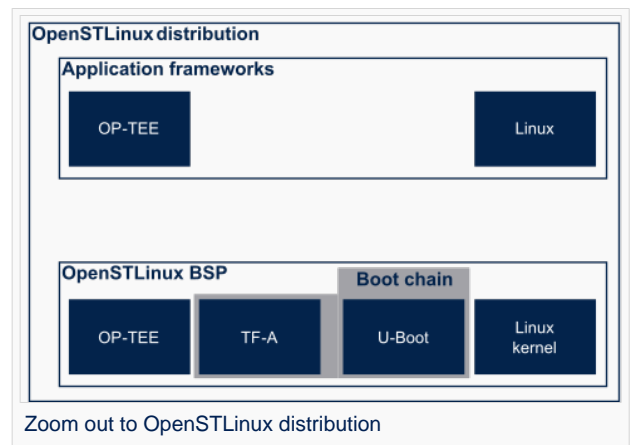 OpenSTLinux distribution
Application frameworks
OP-TEE
Linux
OpenSTLinux BSP
Boot chain
OP-TEE
TF-A
U-Boot
Linux
kernel
Zoom out to OpenSTLinux distribution